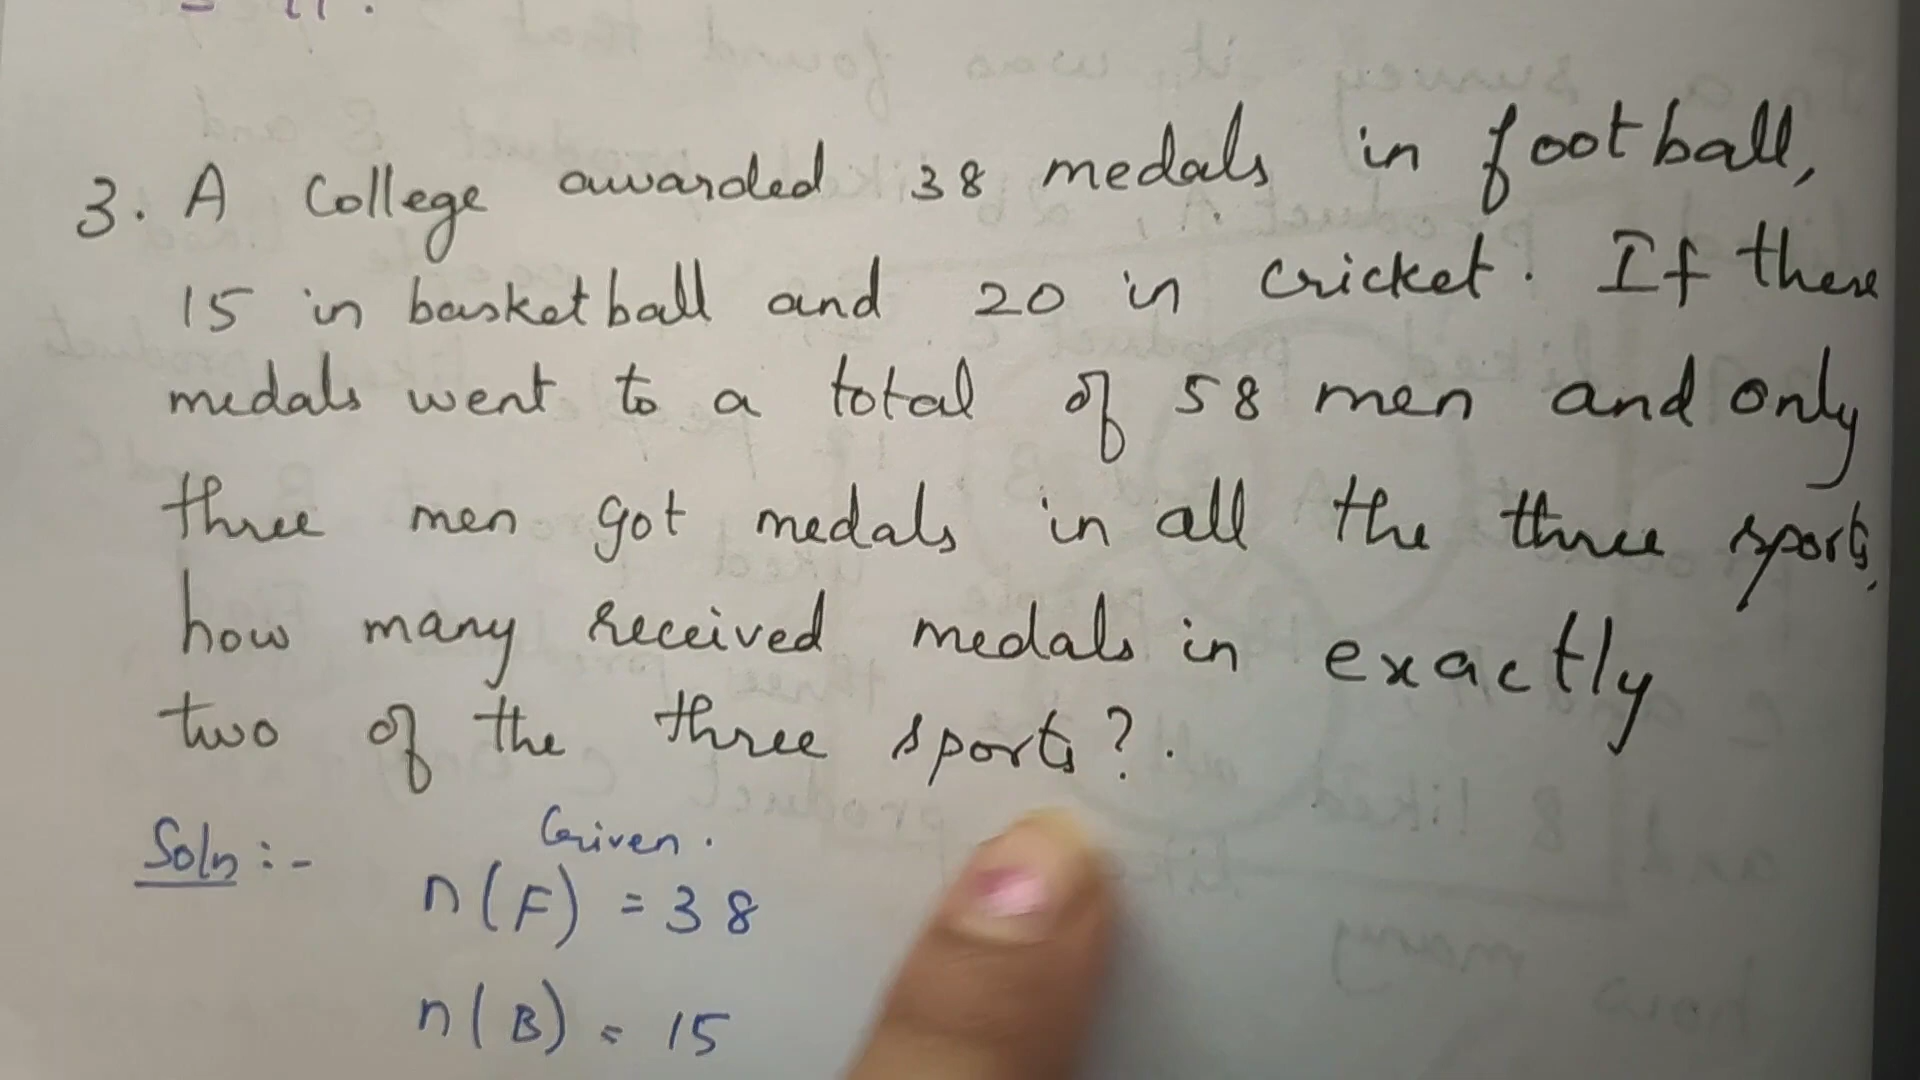 3. A College awarded 38 medals in football,
15 in basketball and 20 in cricket. If these
medals went to a total of 58 men and only
three men got medals in all the three sports,
how many received medals in exactly
two of the three sports?.
Soln :-
Given.
n(F) = 38
n(B) = 15